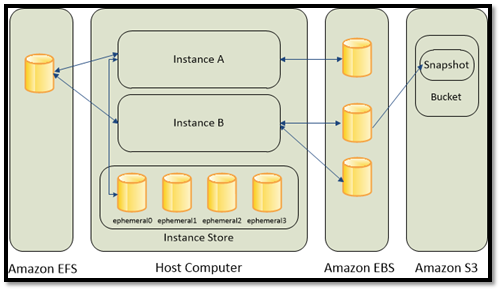 Instance A
Instance B
Snapshot
Bucket
ephemeral0 ephemeral1 ephemeral2 ephemeral3
Instance Store
Amazon EFS Host Computer Amazon EBS Amazon S3